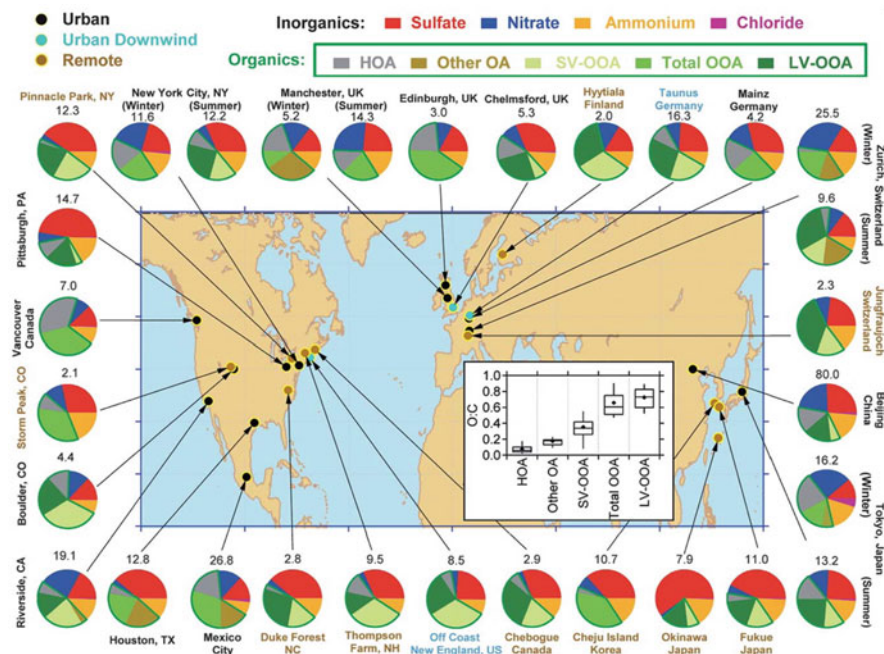 Urban
Urban Downwind
Remote
Inorganics: Sulfate Nitrate Ammonium Chloride
Organics: HOA Other OA SV-OOA Total OOA LV-OOA
Pinnacle Park, NY
12.3
New York City, NY
(Winter) (Summer)
11.6 12.2
Manchester, UK
(Winter) (Summer)
5.2 14.3
Edinburgh, UK
3.0
Chelmsford, UK
5.3
Hyytiala
Finland
2.0
Taunus
Germany
16.3
Mainz
Germany
4.2
25.5
Zurich, Switzerland
(Winter) (Summer)
9.6
Pittsburgh, PA
14.7
Vancouver
Canada
7.0
Storm Peak, CO
2.1
Boulder, CO
4.4
Jungfraujoch
Switzerland
2.3
Beijing
China
80.0
Tokyo, Japan
(Winter) (Summer)
16.2
13.2
O:C
1.0
0.8
0.6
0.4
0.2
0.0
HOA
Other OA
SV-OOA
Total OOA
LV-OOA
Riverside, CA
19.1
12.8
Houston, TX
26.8
Mexico
City
2.8
Duke Forest
NC
9.5
Thompson
Farm, NH
8.5
Off Coast
New England, US
2.9
Chebogue
Canada
10.7
Cheju Island
Korea
7.9
Okinawa
Japan
11.0
Fukue
Japan